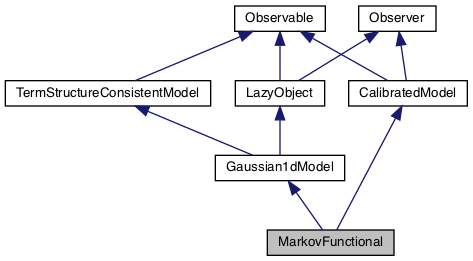 Observable
Observer
TermStructureConsistentModel
LazyObject
CalibratedModel
Gaussian1dModel
MarkovFunctional